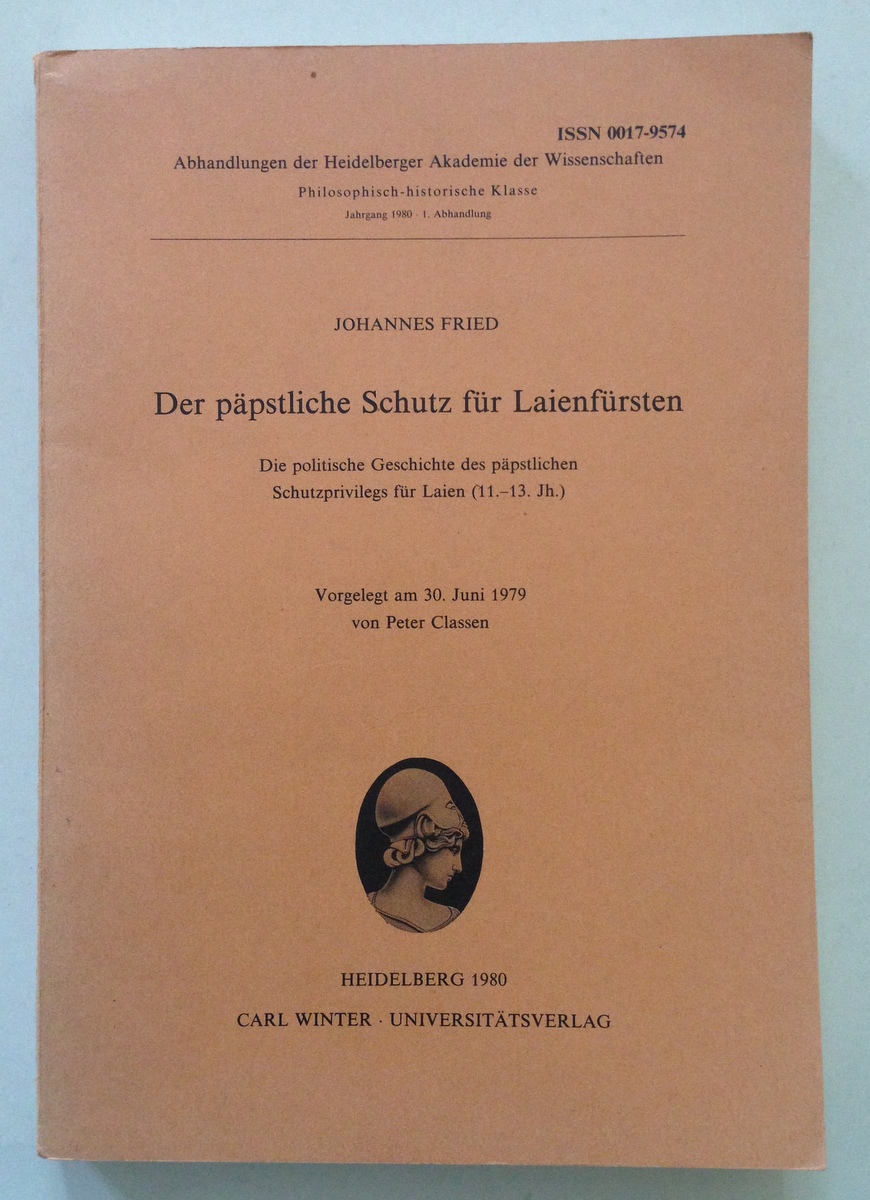 ISSN 0017-9574
Abhandlungen der Heidelberger Akademie der Wissenschaften
Philosophisch-historische Klasse
Jahrgang 1980 · 1. Abhandlung
JOHANNES FRIED
Der päpstliche Schutz für Laienfürsten
Die politische Geschichte des päpstlichen
Schutzprivilegs für Laien (11.–13. Jh.)
Vorgelegt am 30. Juni 1979
von Peter Classen
HEIDELBERG 1980
CARL WINTER · UNIVERSITÄTSVERLAG